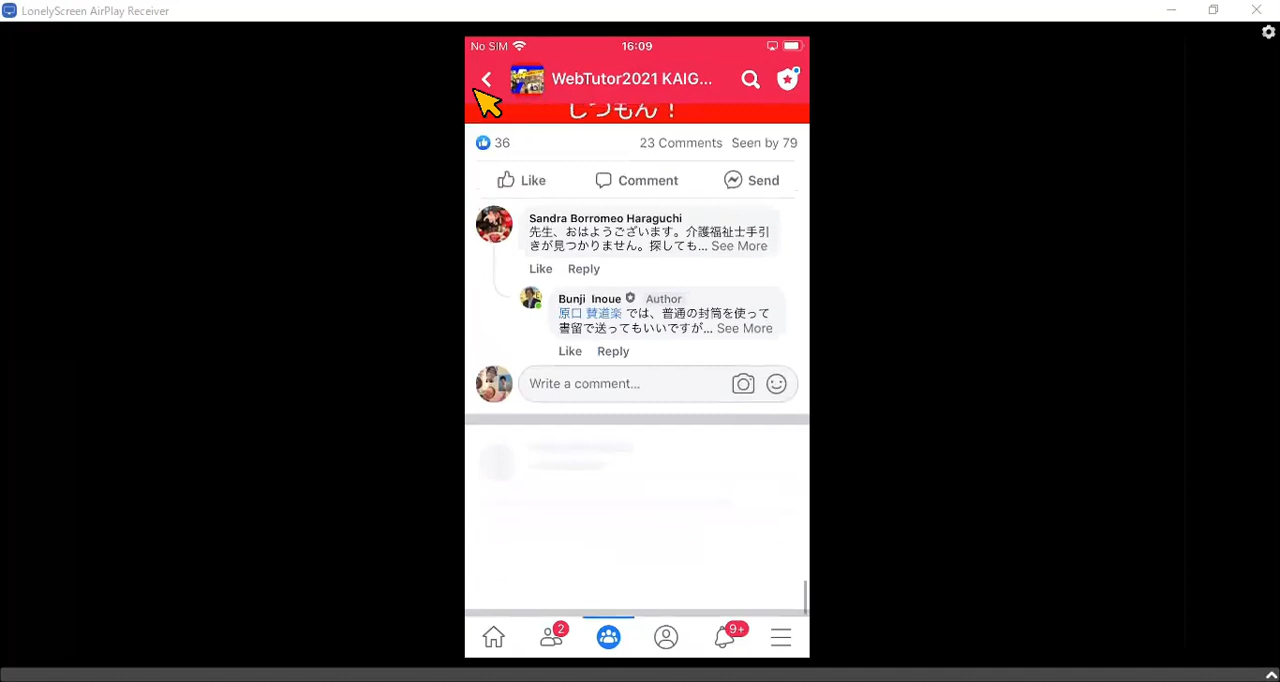 LonelyScreen AirPlay Receiver
No SIM 16:09
WebTutor2021 KAIG...
しつもん！
36 23 Comments Seen by 79
Like Comment Send
Sandra Borromeo Haraguchi
先生、おはようございます。介護福祉士手引
きが見つかりません。探しても... See More
Like Reply
Bunji Inoue Author
原口 賛道楽 では、普通の封筒を使って
書留で送ってもいいですが... See More
Like Reply
Write a comment...
2 9+